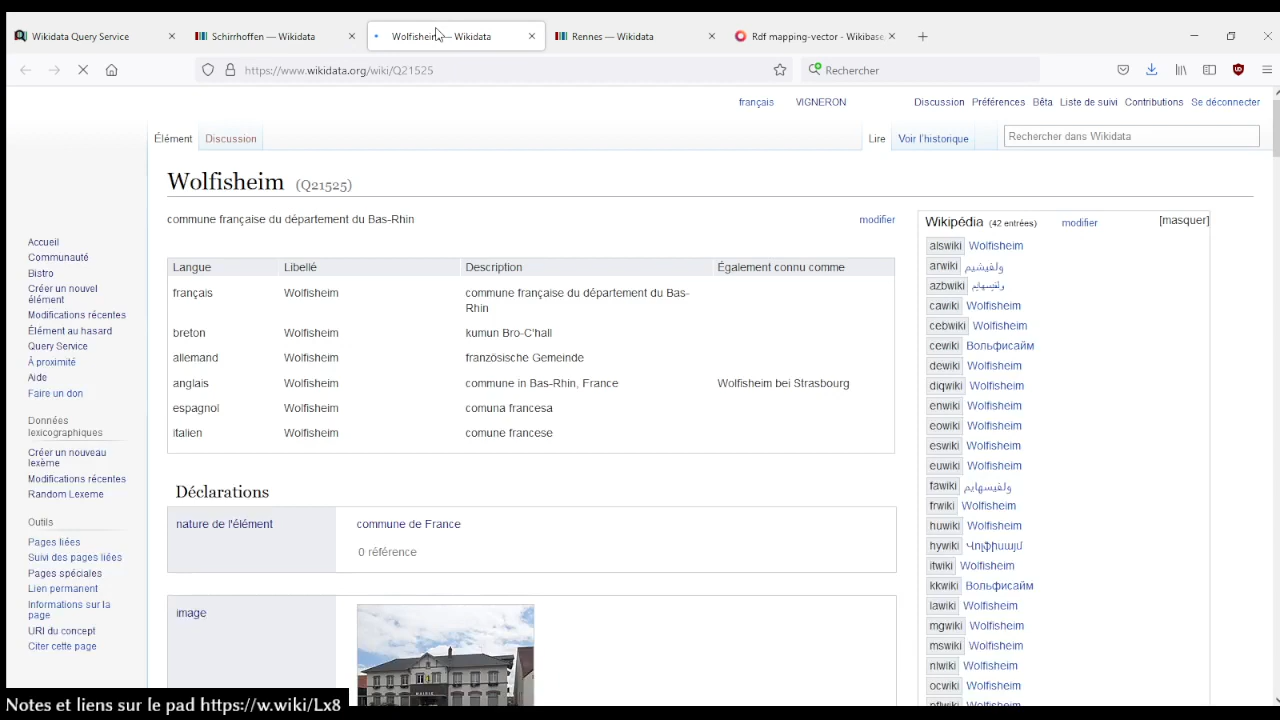 Wikidata Query Service
Schirrhoffen — Wikidata
Wolfisheim — Wikidata
Rennes — Wikidata
Rdf mapping-vector - Wikibase
https://www.wikidata.org/wiki/Q21525
Rechercher
français
VIGNERON
Discussion
Préférences
Bêta
Liste de suivi
Contributions
Se déconnecter
Élément
Discussion
Lire
Voir l'historique
Rechercher dans Wikidata
Wolfisheim (Q21525)
commune française du département du Bas-Rhin
modifier
Langue Libellé Description Également connu comme
français Wolfisheim commune française du département du Bas-
Rhin
breton Wolfisheim kumun Bro-C'hall
allemand Wolfisheim französische Gemeinde
anglais Wolfisheim commune in Bas-Rhin, France Wolfisheim bei Strasbourg
espagnol Wolfisheim comuna francesa
italien Wolfisheim comune francese
Déclarations
nature de l'élément commune de France
0 référence
image
MAIRIE
Accueil
Communauté
Bistro
Créer un nouvel
élément
Modifications récentes
Élément au hasard
Query Service
À proximité
Aide
Faire un don
Données
lexicographiques
Créer un nouveau
lexème
Modifications récentes
Random Lexeme
Outils
Pages liées
Suivi des pages liées
Pages spéciales
Lien permanent
Informations sur la
page
URI du concept
Citer cette page
Wikipédia (42 entrées) modifier [masquer]
alswiki Wolfisheim
arwiki ولفيشيم
azbwiki ولفیسهایم
cawiki Wolfisheim
cebwiki Wolfisheim
cewiki Вольфисайм
dewiki Wolfisheim
diqwiki Wolfisheim
enwiki Wolfisheim
eowiki Wolfisheim
eswiki Wolfisheim
euwiki Wolfisheim
fawiki ولفیسهایم
frwiki Wolfisheim
huwiki Wolfisheim
hywiki Վոլֆիսայմ
itwiki Wolfisheim
kkwiki Вольфисайм
lawiki Wolfisheim
mgwiki Wolfisheim
mswiki Wolfisheim
nlwiki Wolfisheim
ocwiki Wolfisheim
Notes et liens sur le pad https://w.wiki/Lx8